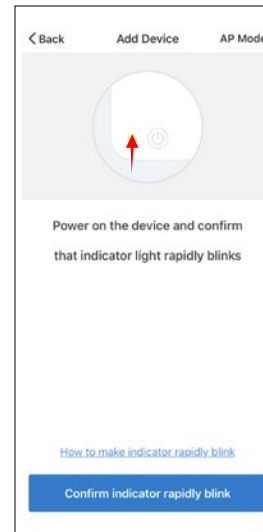 Back Add Device AP Mode
Power on the device and confirm
that indicator light rapidly blinks
How to make indicator rapidly blink
Confirm indicator rapidly blink